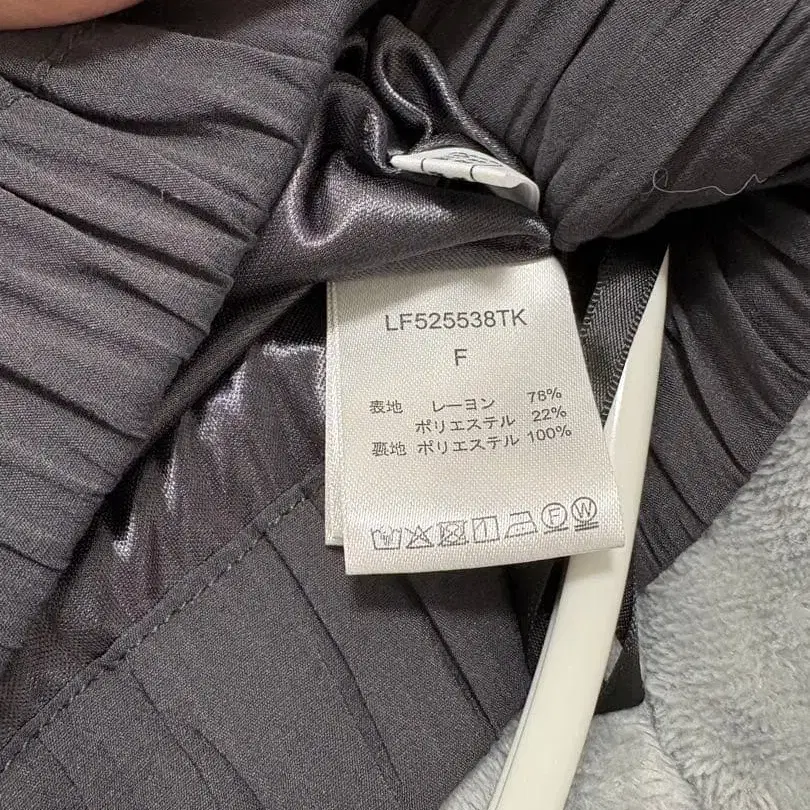 LF525538TK
F
表地 レーヨン 78%
ポリエステル 22%
裏地 ポリエステル 100%
F W